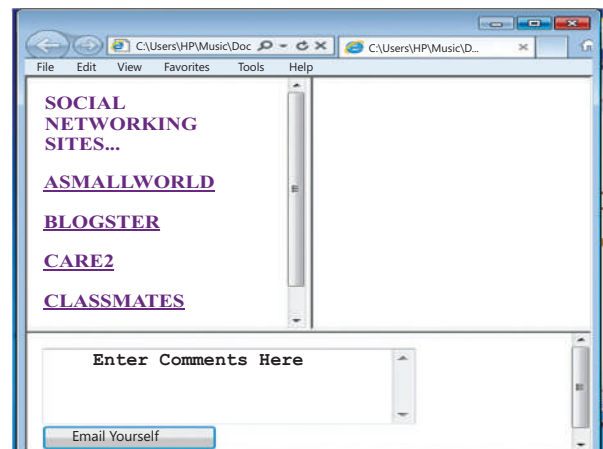 C:\Users\HP\Music\Doc
C:\Users\HP\Music\D...
File Edit View Favorites Tools Help
SOCIAL
NETWORKING
SITES...
ASMALLWORLD
BLOGSTER
CARE2
CLASSMATES
Enter Comments Here
Email Yourself